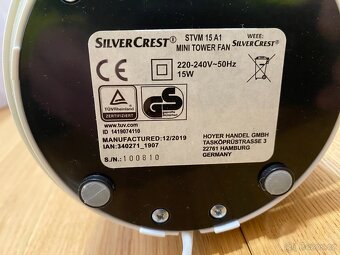 SILVERCREST®
STVM 15 A1
MINI TOWER FAN
WEEE:
SILVERCREST®
CE
220-240V~50Hz
15W
TÜVRheinland
ZERTIFIZIERT
GS
www.tuv.com
ID 1419074110
MANUFACTURED: 12/2019
IAN: 340271_1907
S/N.: 100810
HOYER HANDEL GMBH
TASKÖPRÜSTRASSE 3
22761 HAMBURG
GERMANY